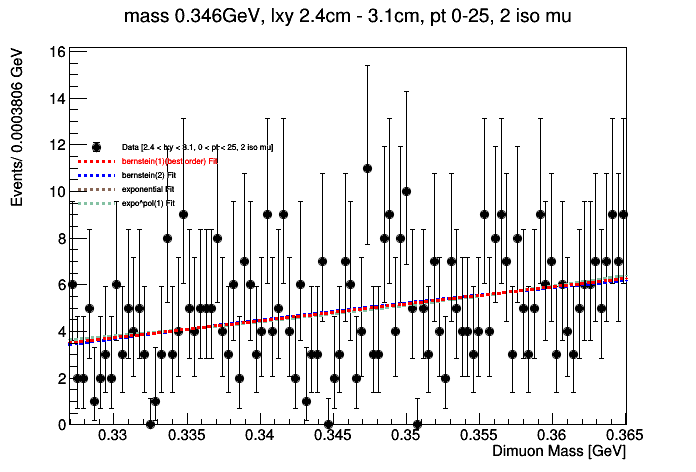 mass 0.346GeV, lxy 2.4cm - 3.1cm, pt 0-25, 2 iso mu
Events/ 0.0003806 GeV
16
14
12
10
8
6
4
2
0
Data [2.4 < lxy < 3.1, 0 < pt < 25, 2 iso mu]
bernstein(1)(best order) Fit
bernstein(2) Fit
exponential Fit
expo*pol(1) Fit
0.33 0.335 0.34 0.345 0.35 0.355 0.36 0.365
Dimuon Mass [GeV]